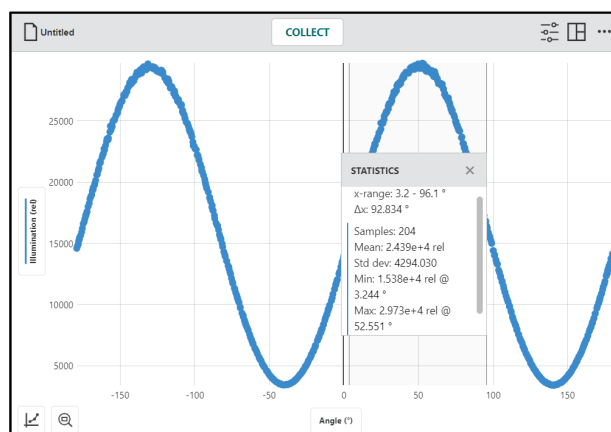 Untitled
COLLECT
Illumination (rel)
25000
20000
15000
10000
5000
-150
-100
-50
0
50
100
150
Angle (°)
STATISTICS
x-range: 3.2 - 96.1 °
Δx: 92.834 °
Samples: 204
Mean: 2.439e+4 rel
Std dev: 4294.030
Min: 1.538e+4 rel @
3.244 °
Max: 2.973e+4 rel @
52.551 °